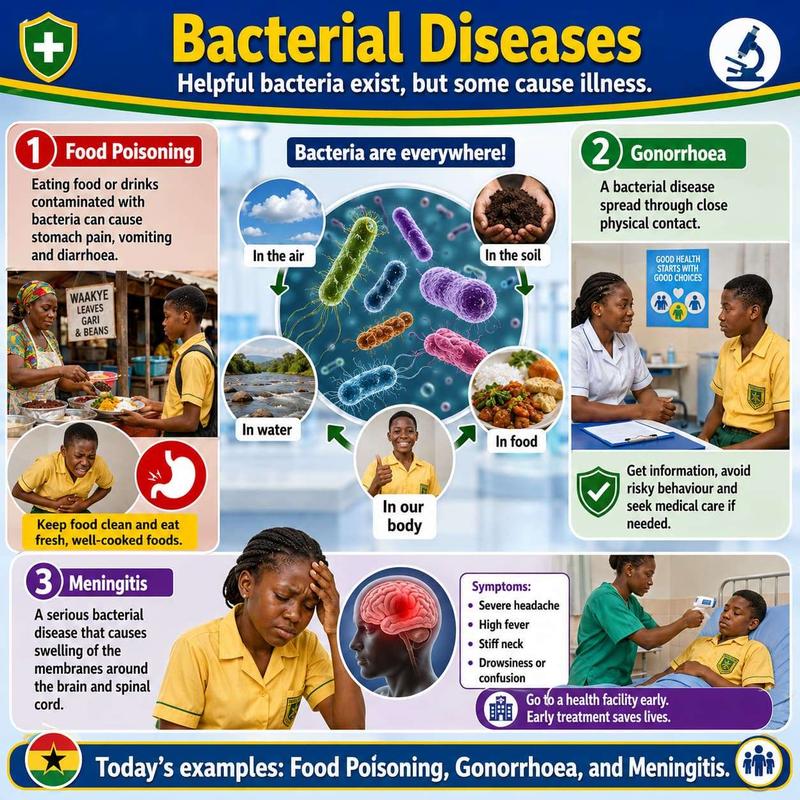 Bacterial Diseases
Helpful bacteria exist, but some cause illness.
1 Food Poisoning
Eating food or drinks
contaminated with
bacteria can cause
stomach pain, vomiting
and diarrhoea.
WAAKYE
LEAVES
GARI
& BEANS
Keep food clean and eat
fresh, well-cooked foods.
Bacteria are everywhere!
In the air
In the soil
In water
In food
In our
body
2 Gonorrhoea
A bacterial disease
spread through close
physical contact.
GOOD HEALTH
STARTS WITH
GOOD CHOICES
Get information, avoid
risky behaviour and
seek medical care if
needed.
3 Meningitis
A serious bacterial
disease that causes
swelling of the
membranes around
the brain and spinal
cord.
Symptoms:
• Severe headache
• High fever
• Stiff neck
• Drowsiness or
confusion
Go to a health facility early.
Early treatment saves lives.
Today's examples: Food Poisoning, Gonorrhoea, and Meningitis.